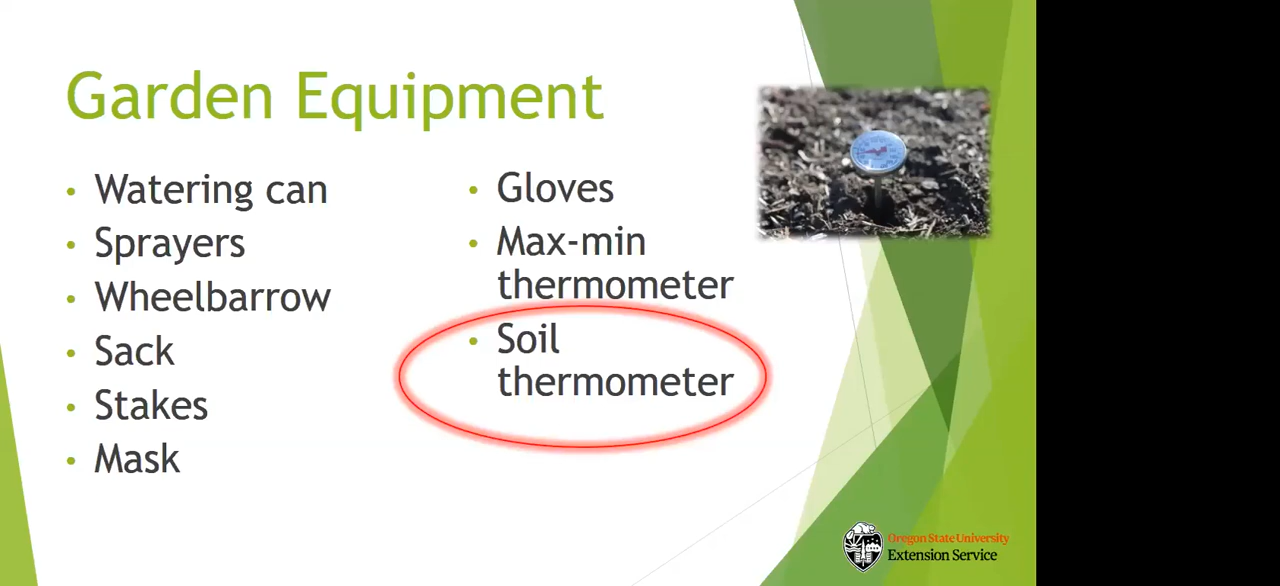 Garden Equipment
• Watering can
• Sprayers
• Wheelbarrow
• Sack
• Stakes
• Mask
• Gloves
• Max-min
thermometer
• Soil
thermometer
Oregon State University
Extension Service